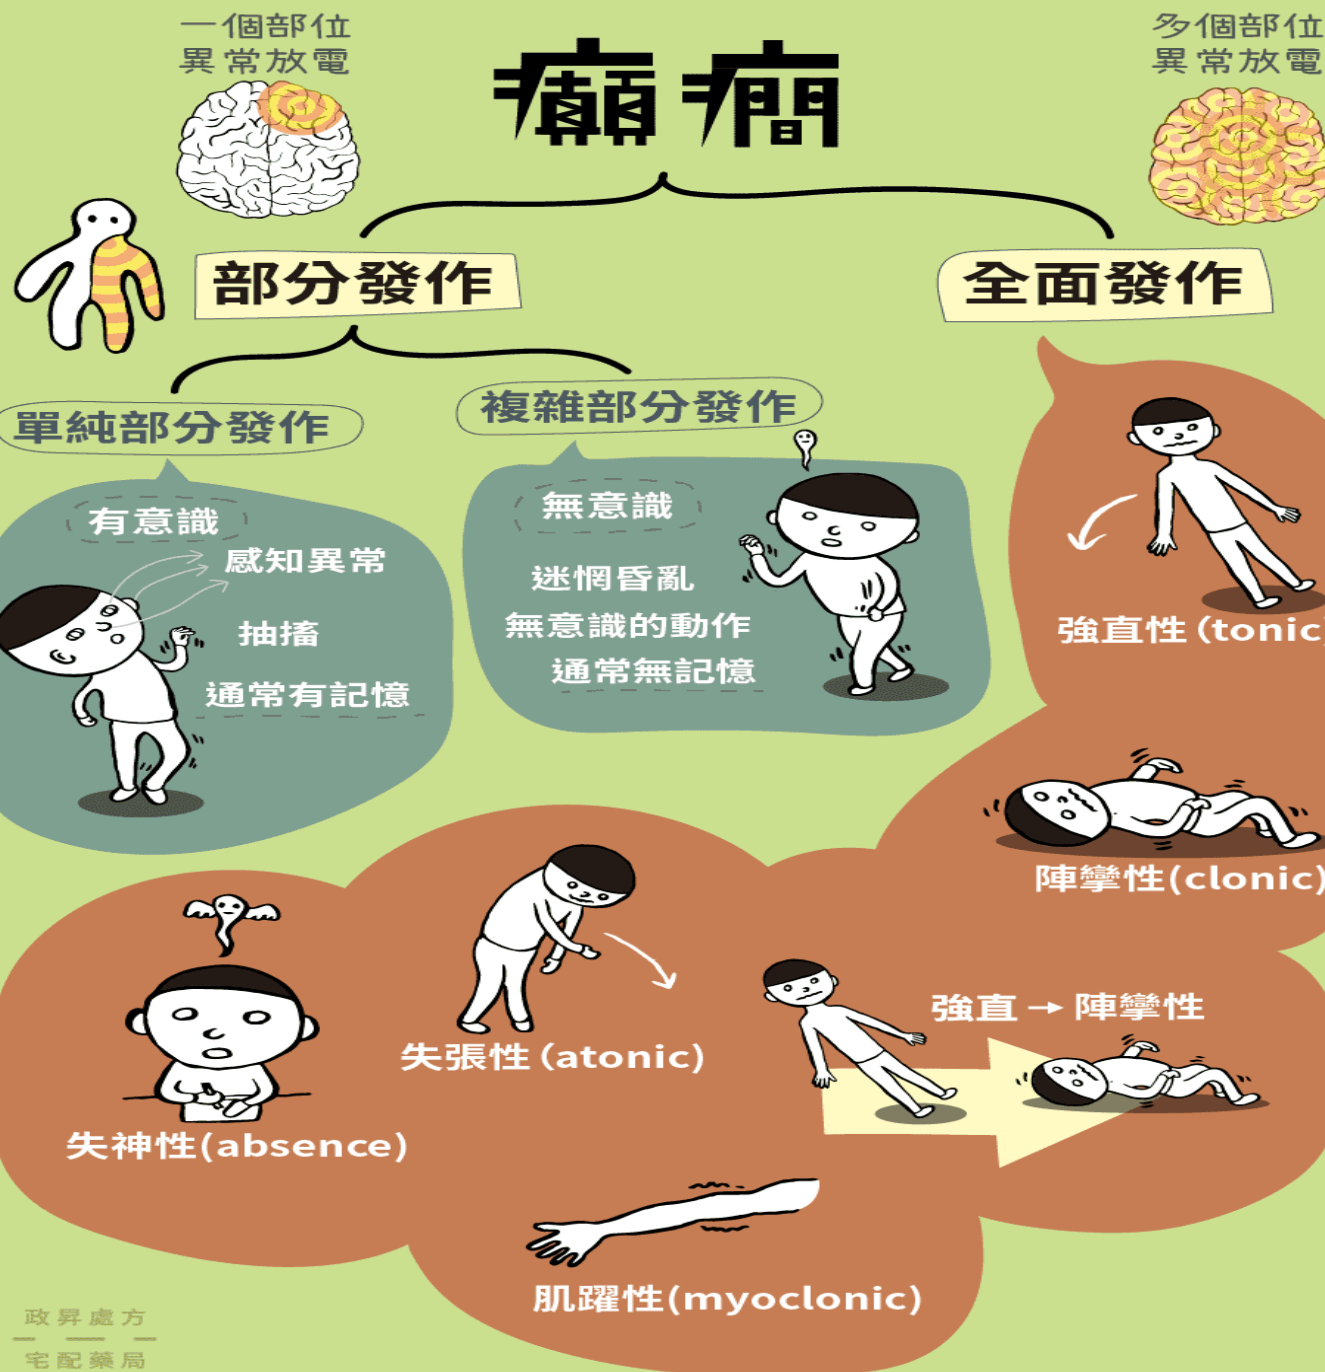 一個部位
異常放電
癲癇
多個部位
異常放電
部分發作
全面發作
單純部分發作
有意識
感知異常
抽搐
通常有記憶
複雜部分發作
無意識
迷惘昏亂
無意識的動作
通常無記憶
強直性(tonic)
陣攣性(clonic)
強直→陣攣性
失張性(atonic)
失神性(absence)
肌躍性(myoclonic)
政昇處方
宅配藥局